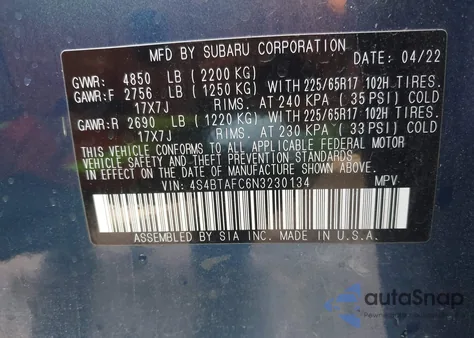 MFD BY SUBARU CORPORATION DATE: 04/22
GVWR: 4850 LB (2200 KG)
GAWR:F 2756 LB (1250 KG) WITH 225/65R17 102H TIRES,
17X7J RIMS, AT 240 KPA (35 PSI) COLD
GAWR:R 2690 LB (1220 KG) WITH 225/65R17 102H TIRES,
17X7J RIMS, AT 230 KPA (33 PSI) COLD
THIS VEHICLE CONFORMS TO ALL APPLICABLE FEDERAL MOTOR
VEHICLE SAFETY AND THEFT PREVENTION STANDARDS
IN EFFECT ON THE DATE OF MANUFACTURE SHOWN ABOVE.
VIN: 4S4BTAFC6N3230134 MPV
ASSEMBLED BY SIA INC. MADE IN U.S.A.
autoSnap
POWERED BY